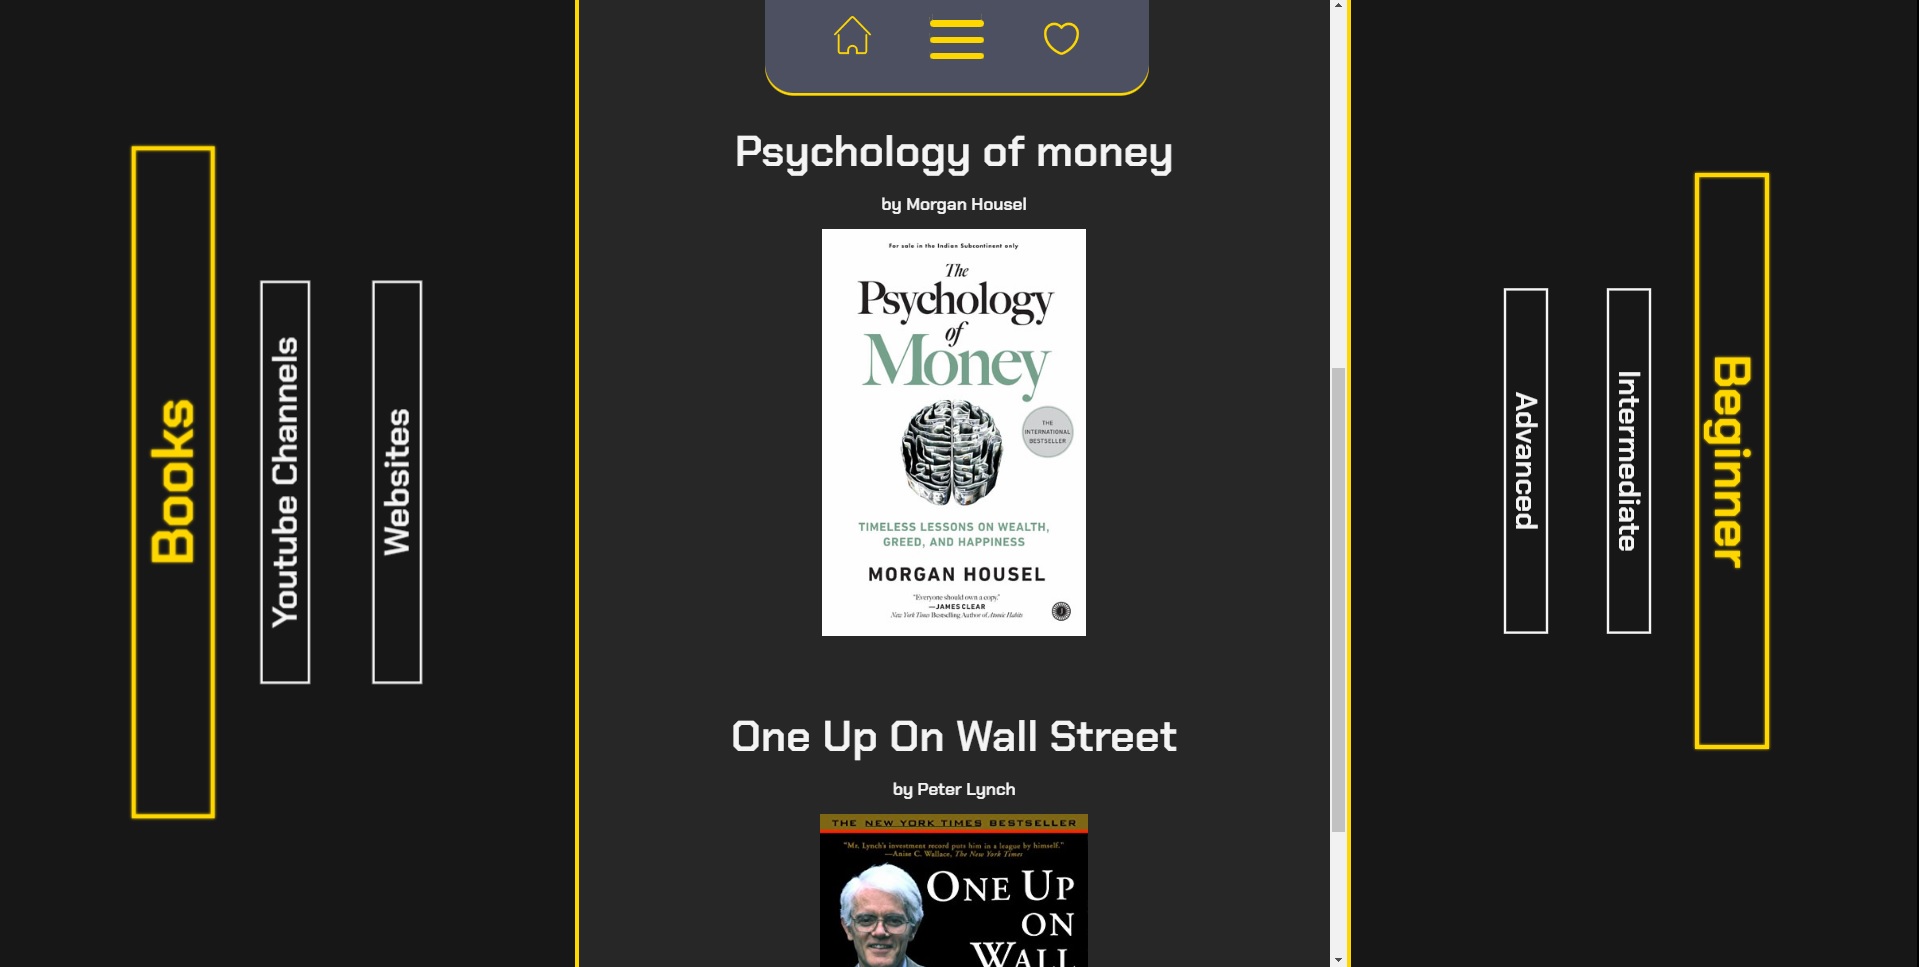 Books
Youtube Channels
Websites
Psychology of money
by Morgan Housel
For sale in the Indian Subcontinent only
The
Psychology
of
Money
THE
INTERNATIONAL
BESTSELLER
TIMELESS LESSONS ON WEALTH,
GREED, AND HAPPINESS
MORGAN HOUSEL
"Everyone should own a copy."
—JAMES CLEAR
New York Times Bestselling Author of Atomic Habits
One Up On Wall Street
by Peter Lynch
THE NEW YORK TIMES BESTSELLER
"Mr. Lynch's investment record puts him in a league by himself."
—Anise C. Wallace, The New York Times
ONE UP
ON
WALL
Advanced
Intermediate
Beginner